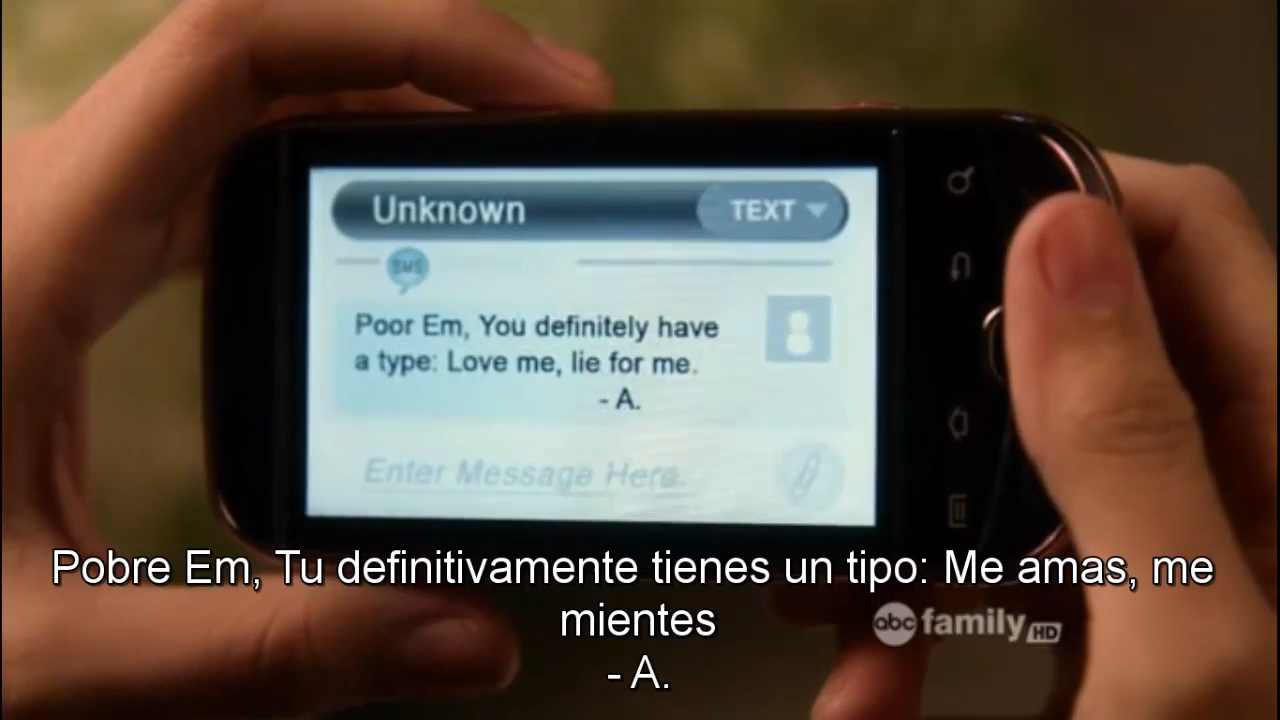 Unknown
TEXT
SMS
Poor Em, You definitely have
a type: Love me, lie for me.
- A.
Enter Message Here.
Pobre Em, Tu definitivamente tienes un tipo: Me amas, me
mientes
- A.
abc family HD